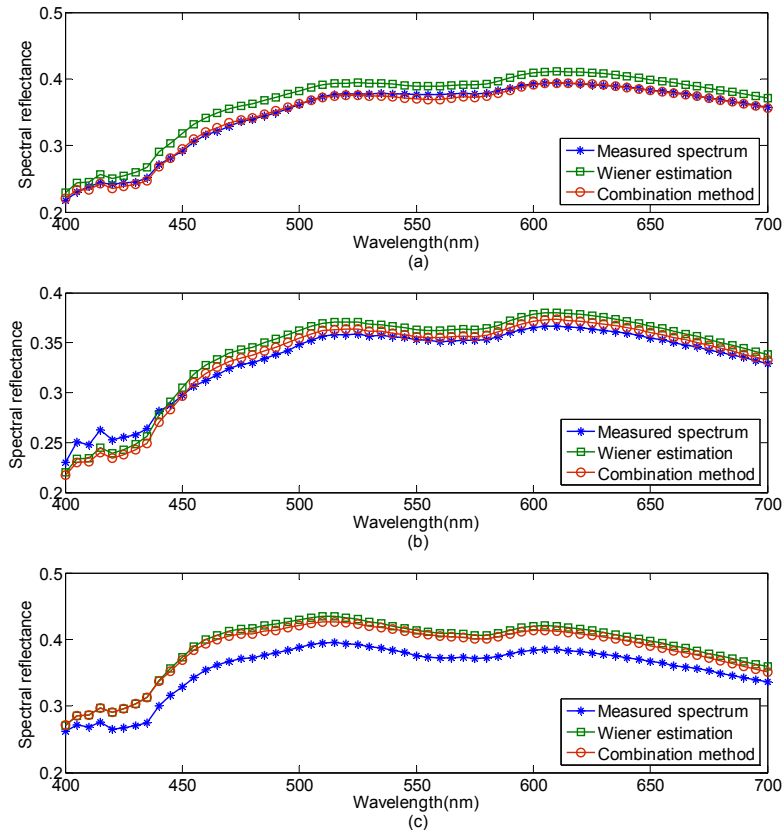 0.5
0.4
0.3
0.2
Spectral reflectance
Measured spectrum
Wiener estimation
Combination method
400 450 500 550 600 650 700
Wavelength(nm)
(a)
0.4
0.35
0.3
0.25
0.2
Spectral reflectance
Measured spectrum
Wiener estimation
Combination method
400 450 500 550 600 650 700
Wavelength(nm)
(b)
0.5
0.4
0.3
0.2
Spectral reflectance
Measured spectrum
Wiener estimation
Combination method
400 450 500 550 600 650 700
Wavelength(nm)
(c)